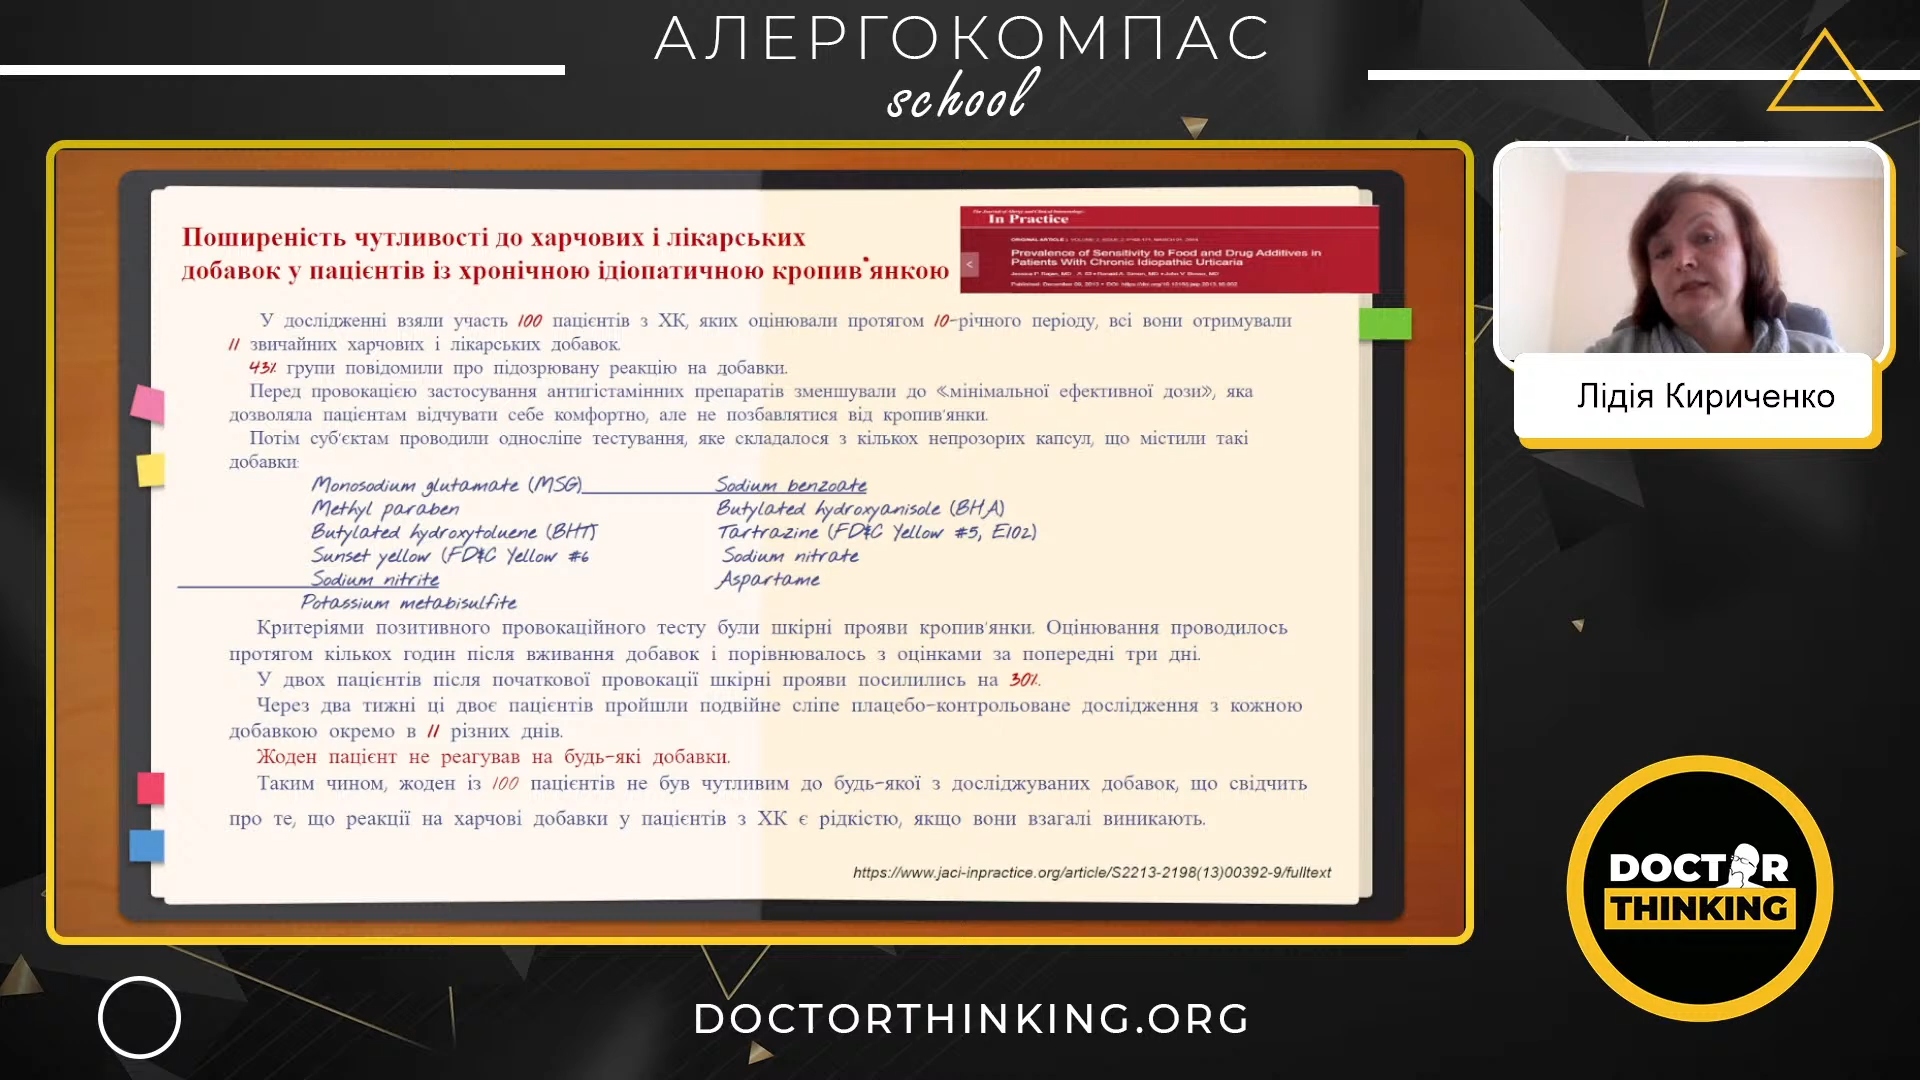 АЛЕРГОКОМПАС
school
Поширеність чутливості до харчових і лікарських
добавок у пацієнтів із хронічною ідіопатичною кропив'янкою
In Practice
Prevalence of Sensitivity to Food and Drug Additives in
Patients With Chronic Idiopathic Urticaria
У дослідженні взяли участь 100 пацієнтів з ХК, яких оцінювали протягом 10-річного періоду, всі вони отримували
11 звичайних харчових і лікарських добавок.
43% групи повідомили про підозрювану реакцію на добавки.
Перед провокацією застосування антигістамінних препаратів зменшували до «мінімальної ефективної дози», яка
дозволяла пацієнтам відчувати себе комфортно, але не позбавлятися від кропив'янки.
Потім суб'єктам проводили односліпе тестування, яке складалося з кількох непрозорих капсул, що містили такі
добавки:
Monosodium glutamate (MSG) Sodium benzoate
Methyl paraben Butylated hydroxyanisole (BHA)
Butylated hydroxytoluene (BHT) Tartrazine (FD&C Yellow #5, E102)
Sunset yellow (FD&C Yellow #6 Sodium nitrate
Sodium nitrite Aspartame
Potassium metabisulfite
Критеріями позитивного провокаційного тесту були шкірні прояви кропив'янки. Оцінювання проводилось
протягом кількох годин після вживання добавок і порівнювалось з оцінками за попередні три дні.
У двох пацієнтів після початкової провокації шкірні прояви посилились на 30%.
Через два тижні ці двоє пацієнтів пройшли подвійне сліпе плацебо-контрольоване дослідження з кожною
добавкою окремо в 11 різних днів.
Жоден пацієнт не реагував на будь-які добавки.
Таким чином, жоден із 100 пацієнтів не був чутливим до будь-якої з досліджуваних добавок, що свідчить
про те, що реакції на харчові добавки у пацієнтів з ХК є рідкістю, якщо вони взагалі виникають.
https://www.jaci-inpractice.org/article/S2213-2198(13)00392-9/fulltext
Лідія Кириченко
DOCTOR
THINKING
DOCTORTHINKING.ORG